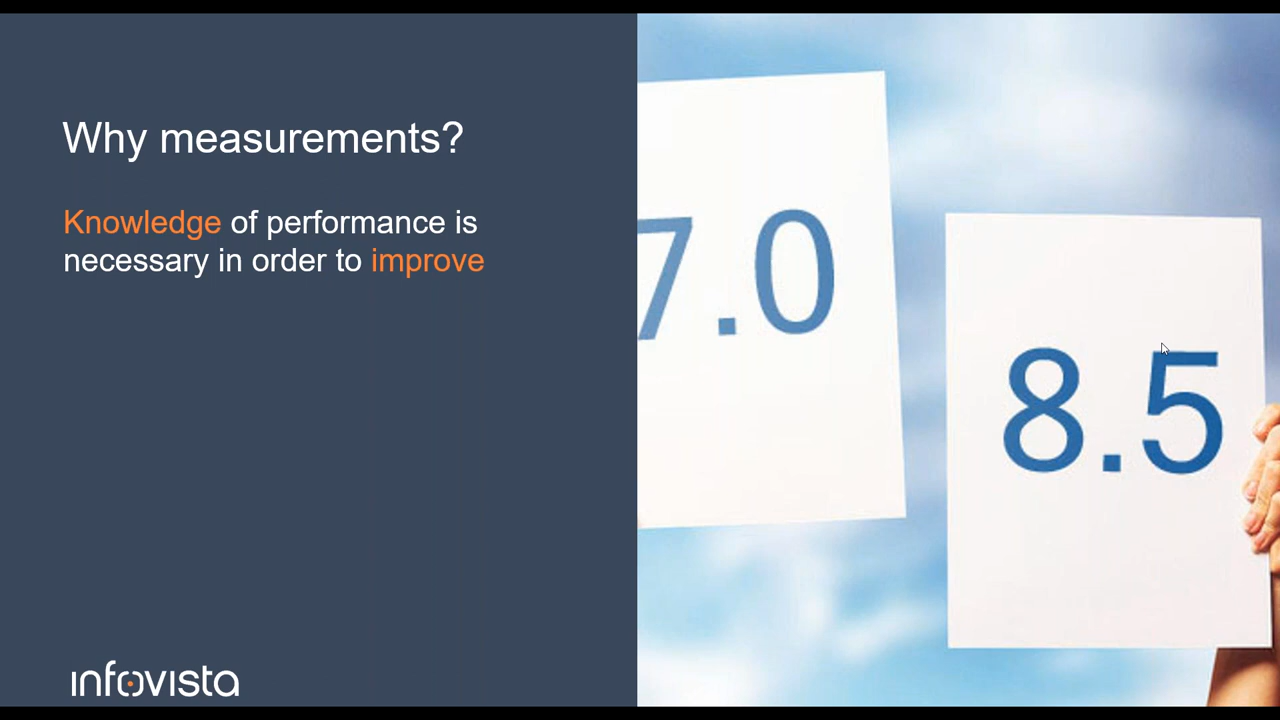 Why measurements?
Knowledge of performance is
necessary in order to improve
7.0
8.5
infovista